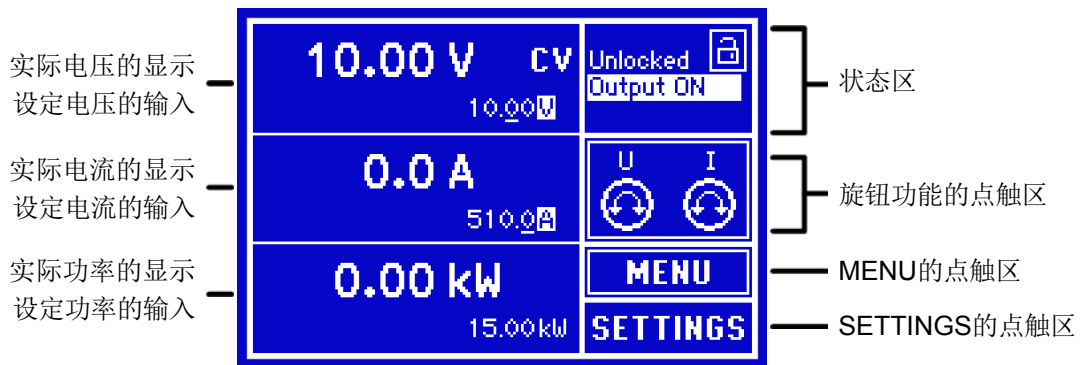 实际电压的显示
设定电压的输入
实际电流的显示
设定电流的输入
实际功率的显示
设定功率的输入
10.00 V CV
10.00V
0.0 A
510.0A
0.00 kW
15.00kW
Unlocked
Output ON
U I
MENU
SETTINGS
状态区
旋钮功能的点触区
MENU的点触区
SETTINGS的点触区